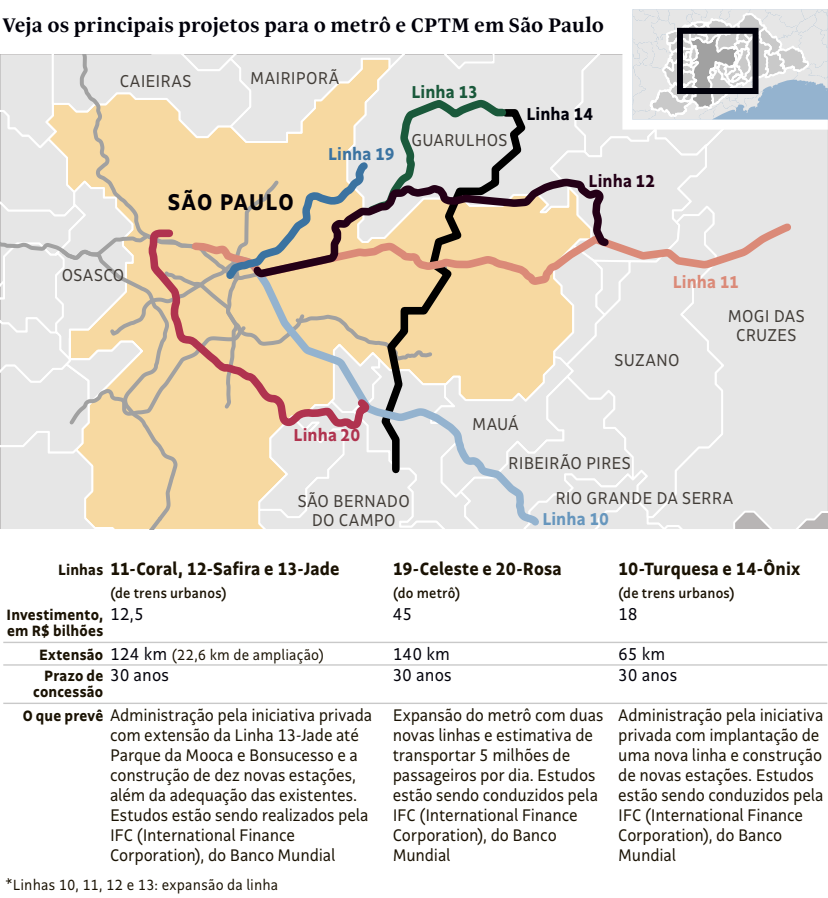 Veja os principais projetos para o metrô e CPTM em São Paulo
CAIEIRAS
MAIRIPORÃ
Linha 13
Linha 14
GUARULHOS
Linha 19
Linha 12
SÃO PAULO
OSASCO
Linha 11
MOGI DAS
CRUZES
SUZANO
MAUÁ
Linha 20
RIBEIRÃO PIRES
SÃO BERNADO
DO CAMPO
RIO GRANDE DA SERRA
Linha 10
Linhas 11-Coral, 12-Safira e 13-Jade 19-Celeste e 20-Rosa 10-Turquesa e 14-Ônix
(de trens urbanos) (do metrô) (de trens urbanos)
Investimento, 12,5 45 18
em R$ bilhões
Extensão 124 km (22,6 km de ampliação) 140 km 65 km
Prazo de 30 anos 30 anos 30 anos
concessão
O que prevê
Administração pela iniciativa privada
com extensão da Linha 13-Jade até
Parque da Mooca e Bonsucesso e a
construção de dez novas estações,
além da adequação das existentes.
Estudos estão sendo realizados pela
IFC (International Finance
Corporation), do Banco Mundial
Expansão do metrô com duas
novas linhas e estimativa de
transportar 5 milhões de
passageiros por dia. Estudos
estão sendo conduzidos pela
IFC (International Finance
Corporation), do Banco
Mundial
Administração pela iniciativa
privada com implantação de
uma nova linha e construção
de novas estações. Estudos
estão sendo conduzidos pela
IFC (International Finance
Corporation), do Banco
Mundial
*Linhas 10, 11, 12 e 13: expansão da linha